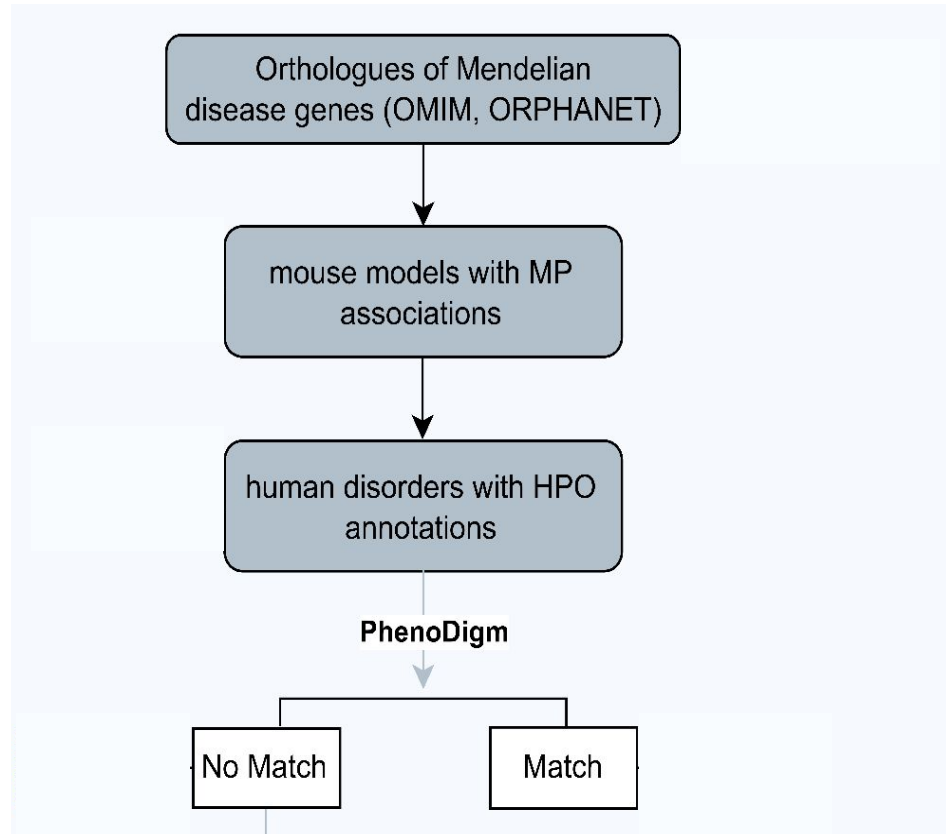 Orthologues of Mendelian
disease genes (OMIM, ORPHANET)
mouse models with MP
associations
human disorders with HPO
annotations
PhenoDigm
No Match
Match